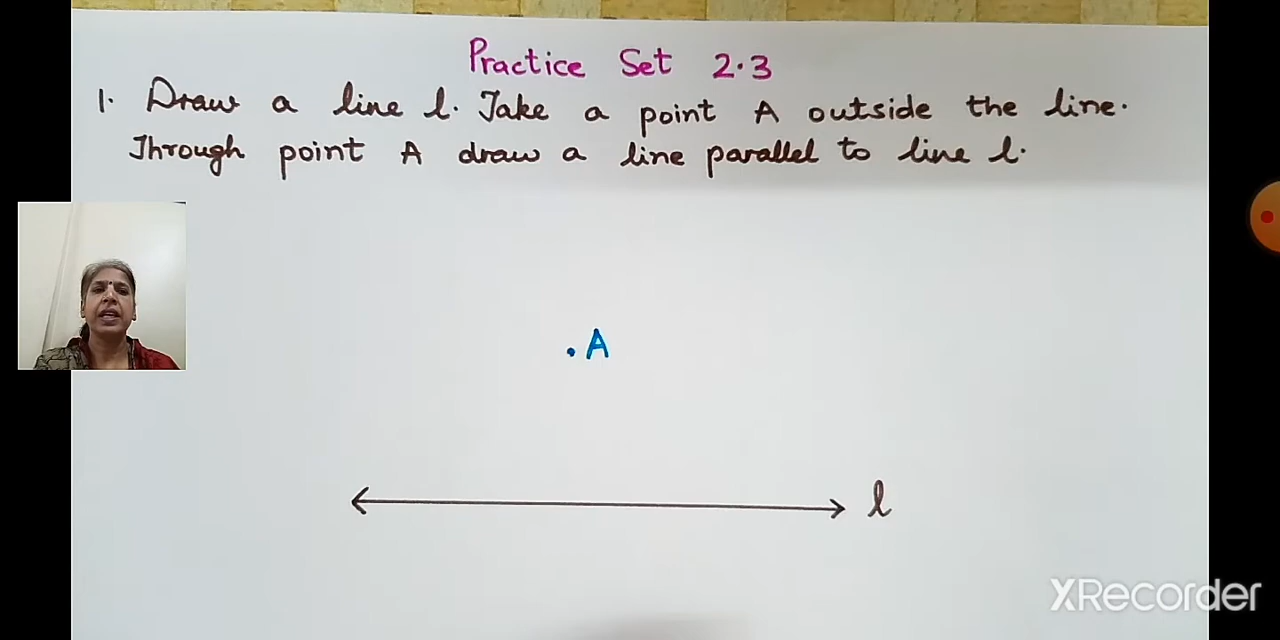 Practice Set 2.3
1. Draw a line l. Take a point A outside the line.
Through point A draw a line parallel to line l.
.A
l
XRecorder